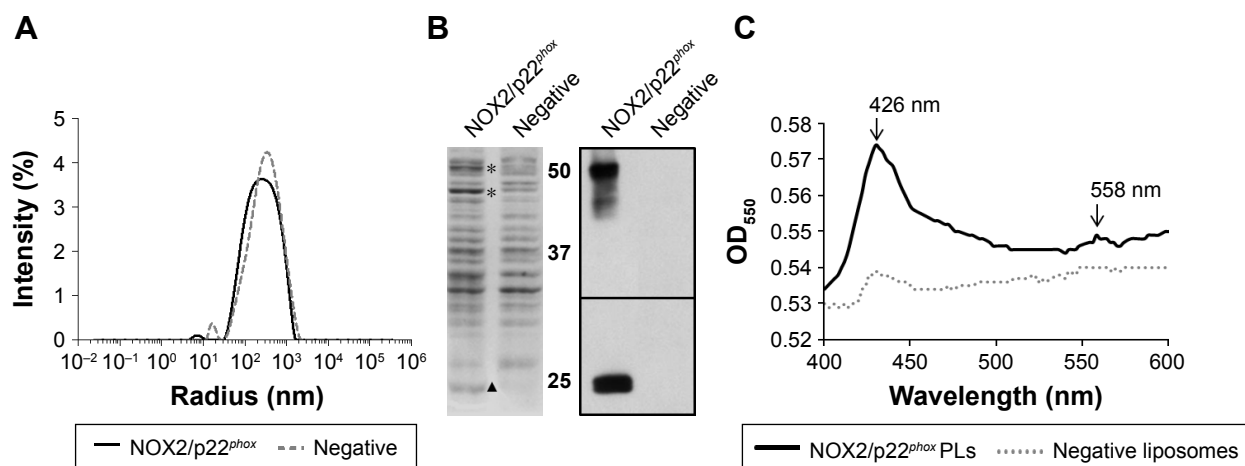 A
5
4
3
2
1
0
Intensity (%)
10⁻² 10⁻¹ 10⁰ 10¹ 10² 10³ 10⁴ 10⁵ 10⁶
Radius (nm)
NOX2/p22phox Negative
B
NOX2/p22phox
Negative
NOX2/p22phox
Negative
*
*
▲
50
37
25
C
426 nm
558 nm
0.58
0.57
0.56
0.55
0.54
0.53
0.52
OD₅₅₀
400 450 500 550 600
Wavelength (nm)
NOX2/p22phox PLs Negative liposomes